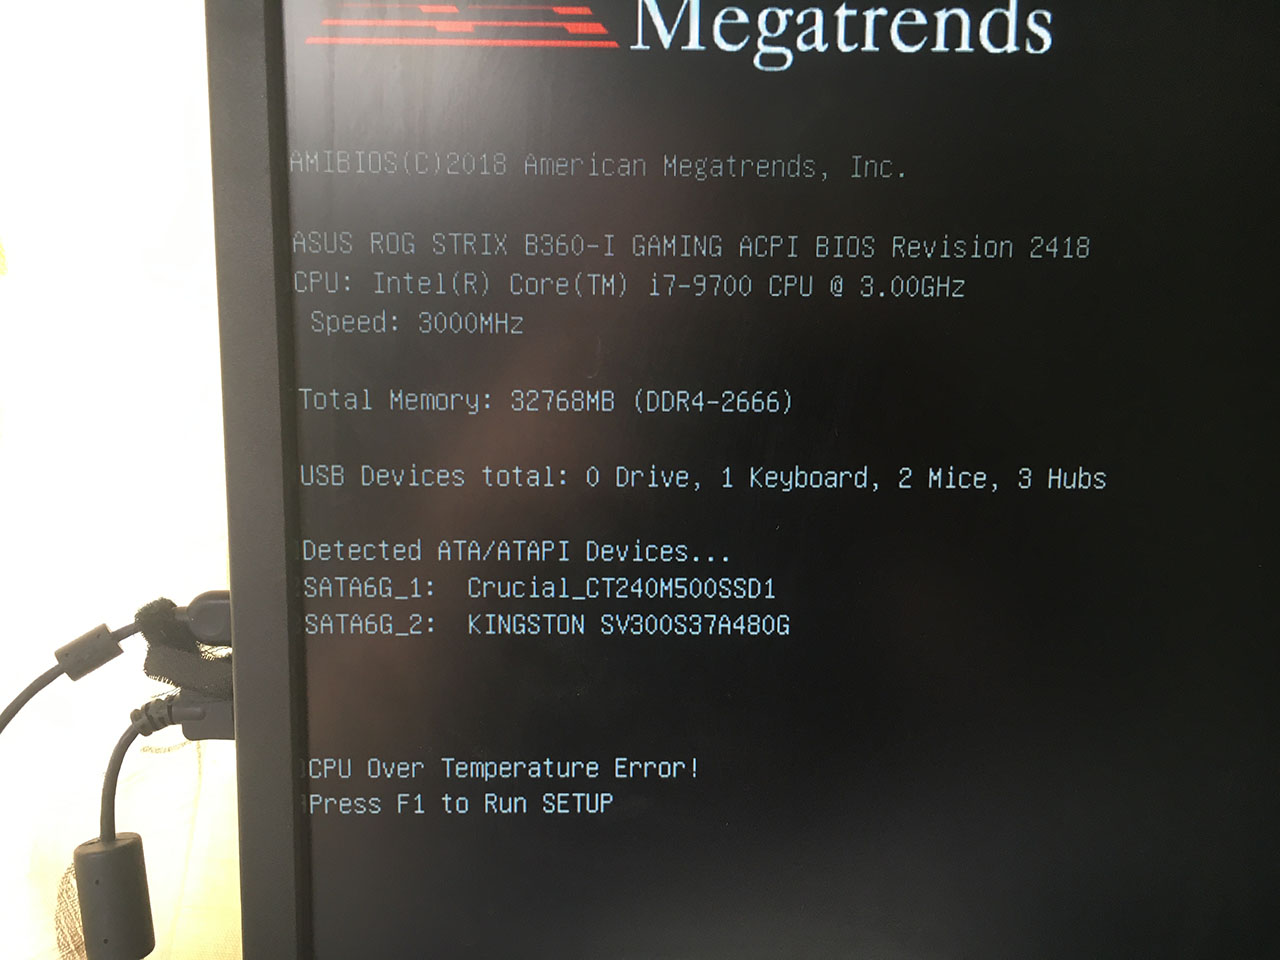 Megatrends
AMIBIOS(C)2018 American Megatrends, Inc.
ASUS ROG STRIX B360-I GAMING ACPI BIOS Revision 2418
CPU: Intel(R) Core(TM) i7-9700 CPU @ 3.00GHz
Speed: 3000MHz
Total Memory: 32768MB (DDR4-2666)
USB Devices total: 0 Drive, 1 Keyboard, 2 Mice, 3 Hubs
Detected ATA/ATAPI Devices...
SATA6G_1: Crucial_CT240M500SSD1
SATA6G_2: KINGSTON SV300S37A480G
CPU Over Temperature Error!
Press F1 to Run SETUP